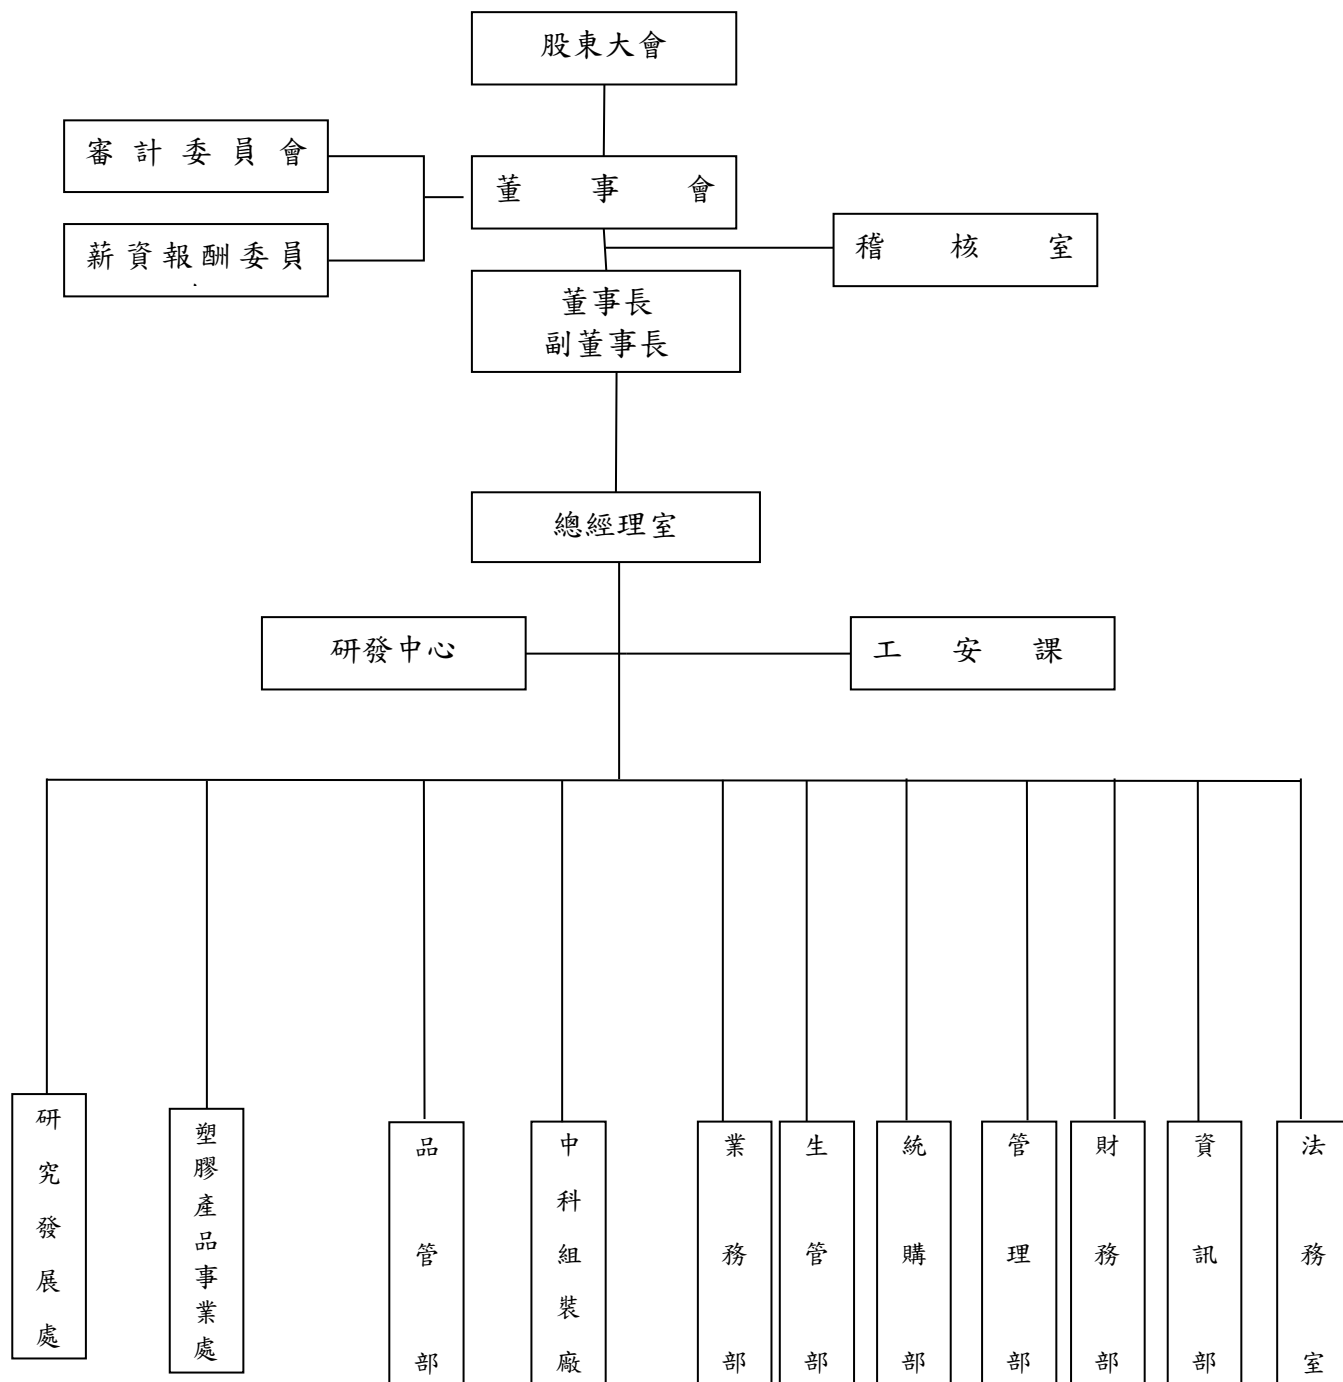 股東大會
審計委員會
董事會
薪資報酬委員
稽核室
董事長
副董事長
總經理室
研發中心
工安課
研究發展處
塑膠產品事業處
品管部
中科組裝廠
業務部
生管部
統購部
管理部
財務部
資訊部
法務室